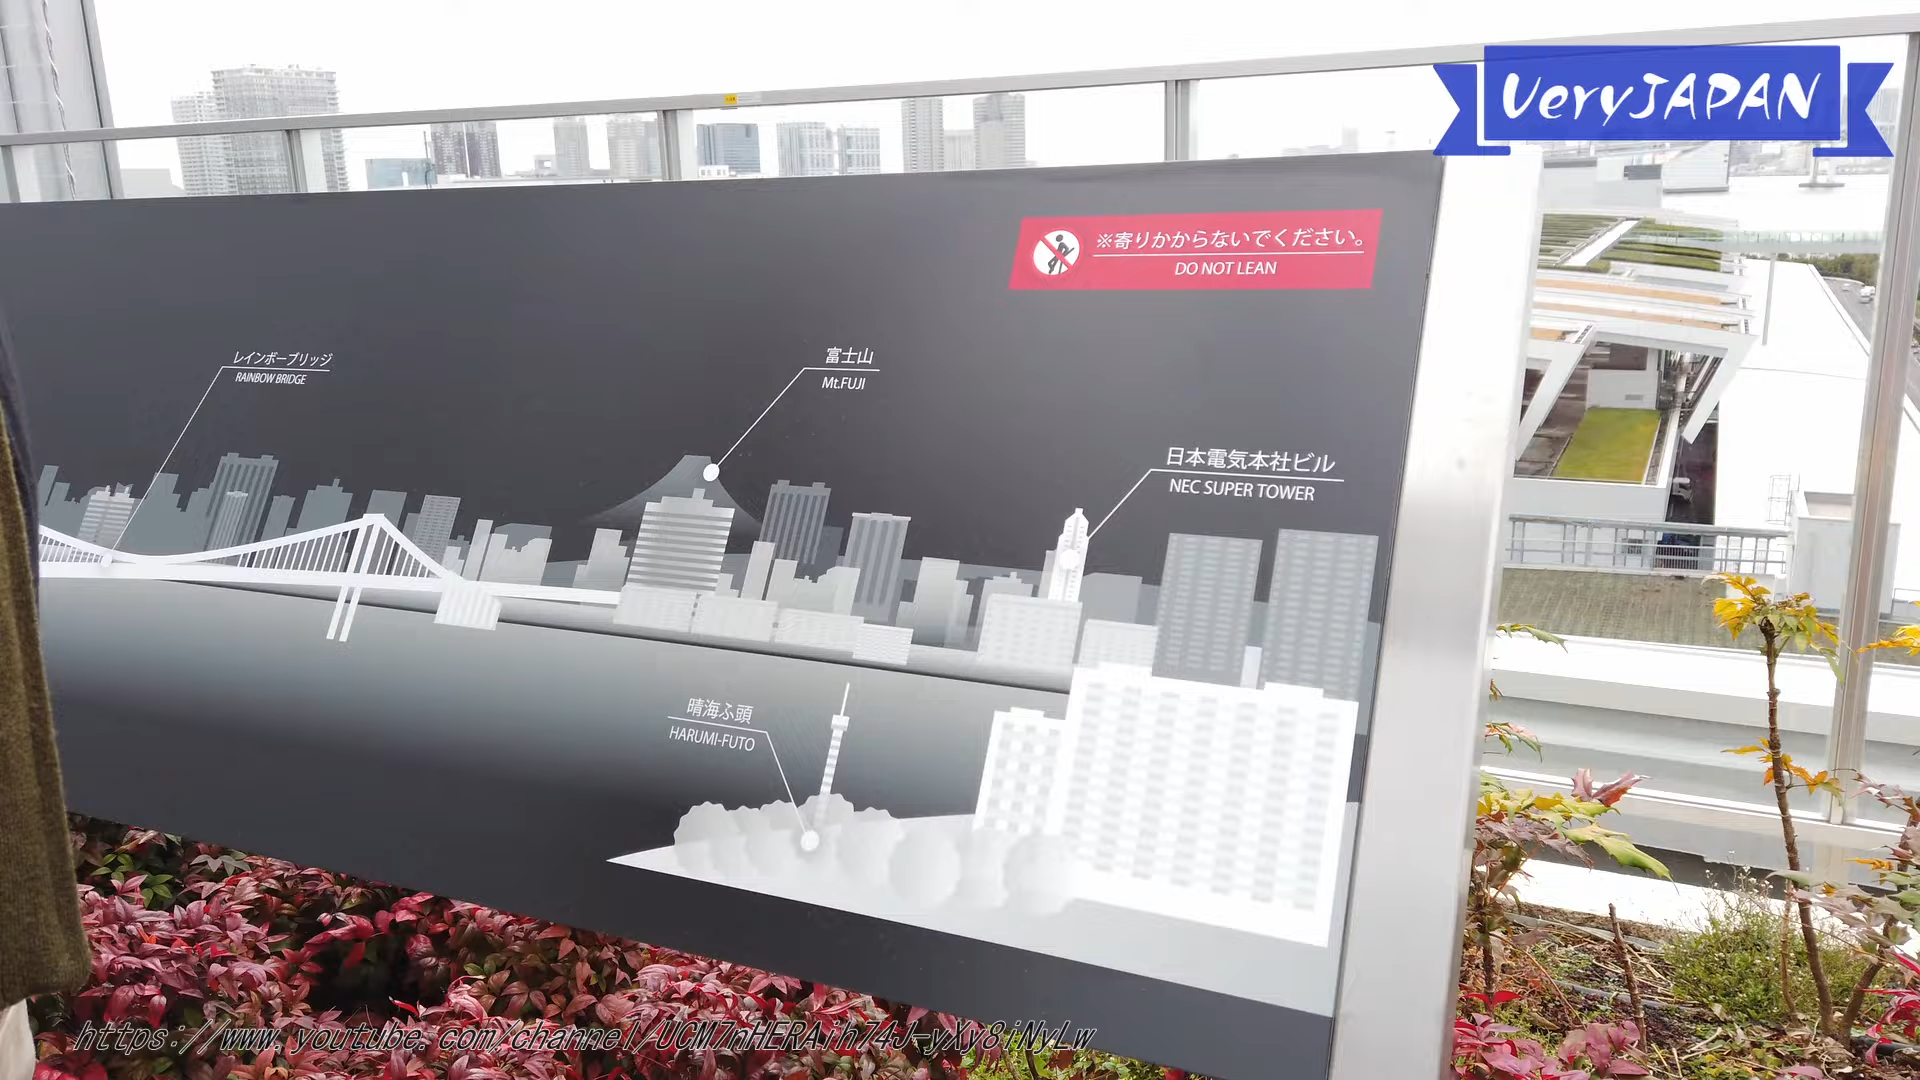 VeryJAPAN
※寄りかからないでください。
DO NOT LEAN
レインボーブリッジ
RAINBOW BRIDGE
富士山
Mt.FUJI
日本電気本社ビル
NEC SUPER TOWER
晴海ふ頭
HARUMI-FUTO
https://www.youtube.com/channel/UCM7nHERAih74J-yXy8iNyLw